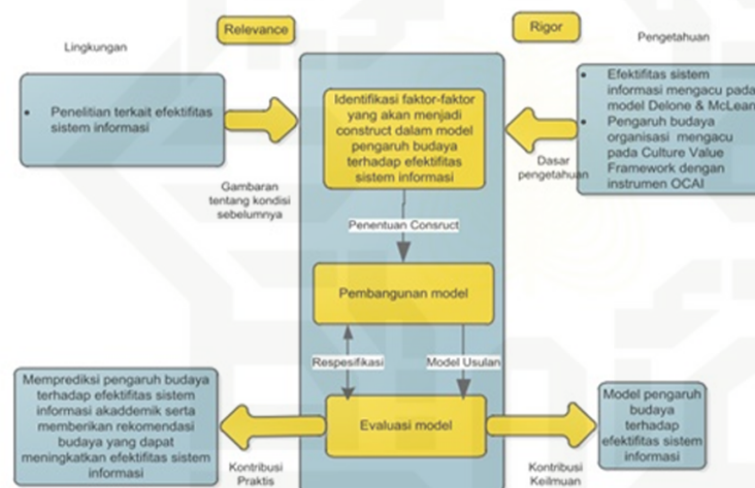 Lingkungan
Relevance
Rigor
Pengetahuan
• Penelitian terkait efektifitas
sistem informasi
Gambaran
tentang kondisi
sebelumnya
Identifikasi faktor-faktor
yang akan menjadi
construct dalam model
pengaruh budaya
terhadap efektifitas
sistem informasi
• Efektifitas sistem
informasi mengacu pada
model Delone & McLean
• Pengaruh budaya
organisasi mengacu
pada Culture Value
Framework dengan
instrumen OCAI
Dasar
pengetahuan
Penentuan Consruct
Pembangunan model
Respesifikasi
Model Usulan
Evaluasi model
Memprediksi pengaruh budaya
terhadap efektifitas sistem
informasi akaddemik serta
memberikan rekomendasi
budaya yang dapat
meningkatkan efektifitas sistem
informasi
Kontribusi
Praktis
Kontribusi
Keilmuan
Model pengaruh
budaya
terhadap
efektifitas sistem
informasi